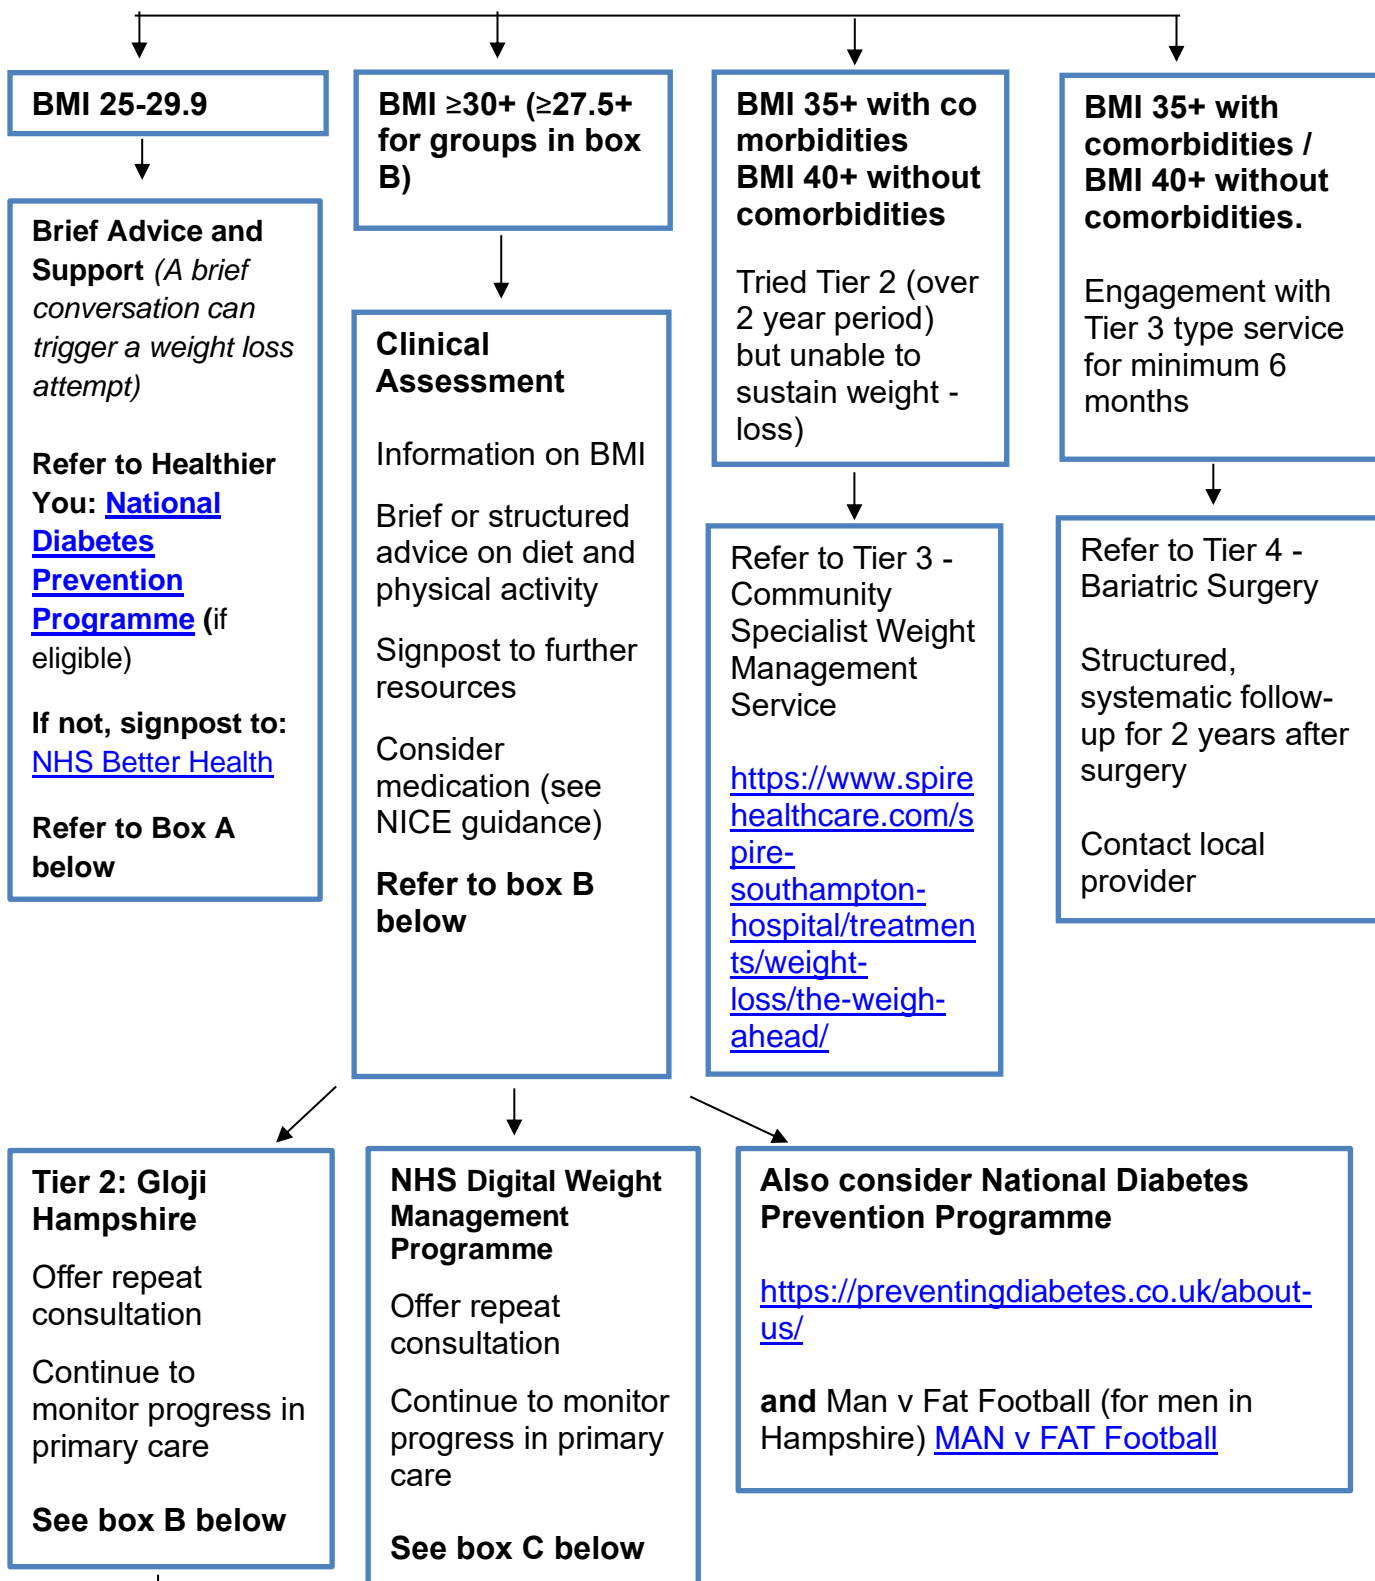 BMI 25-29.9
Brief Advice and
Support (A brief
conversation can
trigger a weight loss
attempt)
Refer to Healthier
You: National
Diabetes
Prevention
Programme (if
eligible)
If not, signpost to:
NHS Better Health
Refer to Box A
below
BMI ≥30+ (≥27.5+
for groups in box
B)
Clinical
Assessment
Information on BMI
Brief or structured
advice on diet and
physical activity
Signpost to further
resources
Consider
medication (see
NICE guidance)
Refer to box B
below
BMI 35+ with co
morbidities
BMI 40+ without
comorbidities
Tried Tier 2 (over
2 year period)
but unable to
sustain weight -
loss)
Refer to Tier 3 -
Community
Specialist Weight
Management
Service
https://www.spire
healthcare.com/s
pire-
southampton-
hospital/treatmen
ts/weight-
loss/the-weigh-
ahead/
BMI 35+ with
comorbidities /
BMI 40+ without
comorbidities.
Engagement with
Tier 3 type service
for minimum 6
months
Refer to Tier 4 -
Bariatric Surgery
Structured,
systematic follow-
up for 2 years after
surgery
Contact local
provider
Tier 2: Gloji
Hampshire
Offer repeat
consultation
Continue to
monitor progress in
primary care
See box B below
NHS Digital Weight
Management
Programme
Offer repeat
consultation
Continue to monitor
progress in primary
care
See box C below
Also consider National Diabetes
Prevention Programme
https://preventingdiabetes.co.uk/about-
us/
and Man v Fat Football (for men in
Hampshire) MAN v FAT Football